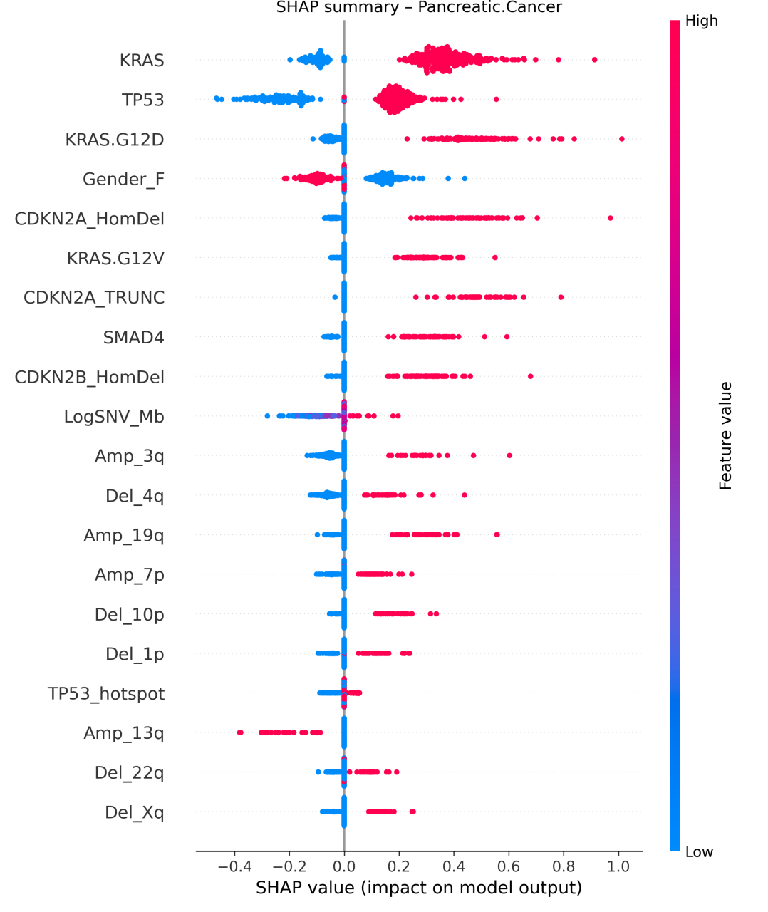 SHAP summary – Pancreatic.Cancer
High
KRAS
TP53
KRAS.G12D
Gender_F
CDKN2A_HomDel
KRAS.G12V
CDKN2A_TRUNC
SMAD4
CDKN2B_HomDel
LogSNV_Mb
Amp_3q
Del_4q
Amp_19q
Amp_7p
Del_10p
Del_1p
TP53_hotspot
Amp_13q
Del_22q
Del_Xq
Feature value
Low
−0.4 −0.2 0.0 0.2 0.4 0.6 0.8 1.0
SHAP value (impact on model output)